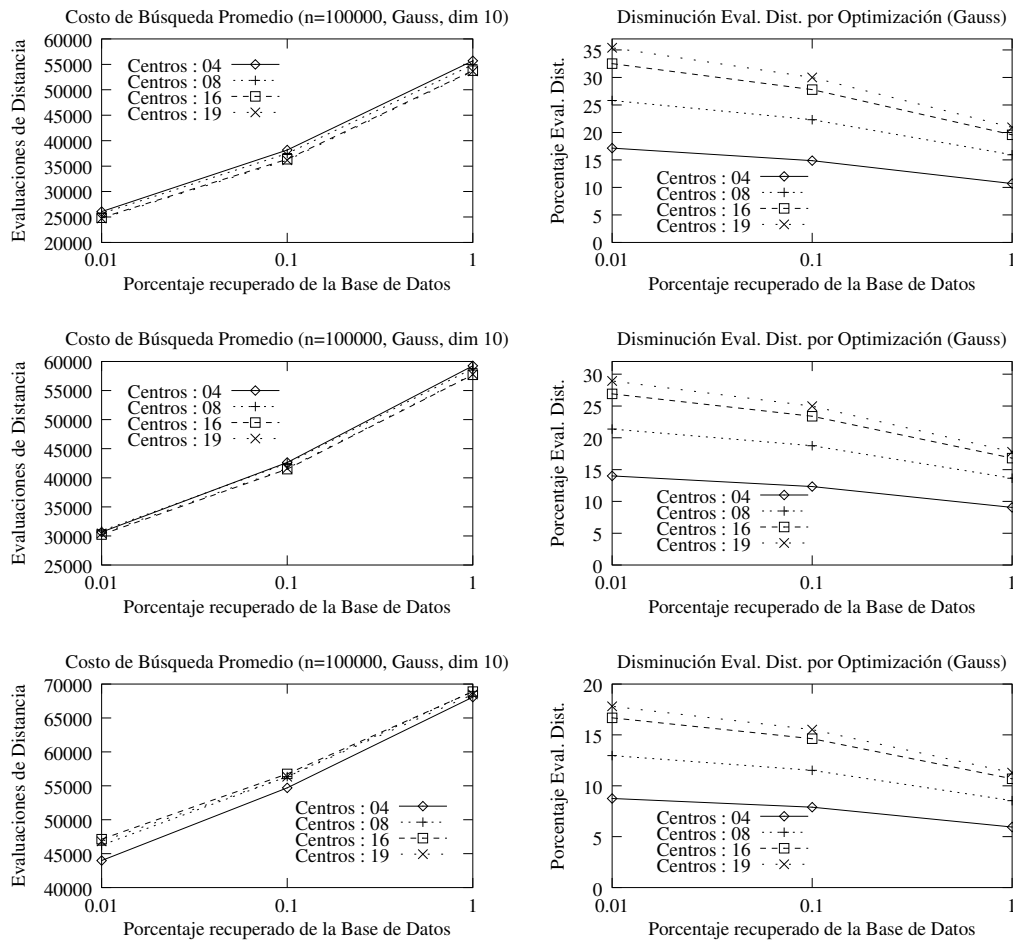 Costo de Búsqueda Promedio (n=100000, Gauss, dim 10)
Evaluaciones de Distancia
60000
55000
50000
45000
40000
35000
30000
25000
20000
Centros : 04
Centros : 08
Centros : 16
Centros : 19
0.01
0.1
1
Porcentaje recuperado de la Base de Datos
Disminución Eval. Dist. por Optimización (Gauss)
Porcentaje Eval. Dist.
35
30
25
20
15
10
5
0
Centros : 04
Centros : 08
Centros : 16
Centros : 19
0.01
0.1
1
Porcentaje recuperado de la Base de Datos
Costo de Búsqueda Promedio (n=100000, Gauss, dim 10)
Evaluaciones de Distancia
60000
55000
50000
45000
40000
35000
30000
25000
Centros : 04
Centros : 08
Centros : 16
Centros : 19
0.01
0.1
1
Porcentaje recuperado de la Base de Datos
Disminución Eval. Dist. por Optimización (Gauss)
Porcentaje Eval. Dist.
30
25
20
15
10
5
0
Centros : 04
Centros : 08
Centros : 16
Centros : 19
0.01
0.1
1
Porcentaje recuperado de la Base de Datos
Costo de Búsqueda Promedio (n=100000, Gauss, dim 10)
Evaluaciones de Distancia
70000
65000
60000
55000
50000
45000
40000
Centros : 04
Centros : 08
Centros : 16
Centros : 19
0.01
0.1
1
Porcentaje recuperado de la Base de Datos
Disminución Eval. Dist. por Optimización (Gauss)
Porcentaje Eval. Dist.
20
15
10
5
0
Centros : 04
Centros : 08
Centros : 16
Centros : 19
0.01
0.1
1
Porcentaje recuperado de la Base de Datos